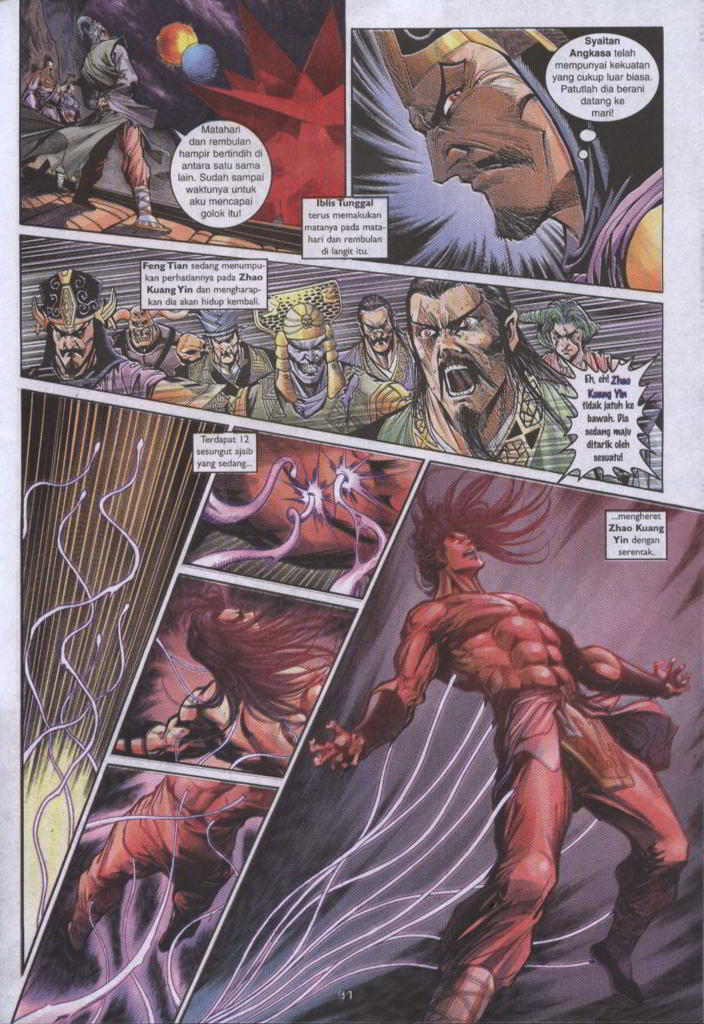 Matahari
dan rembulan
hampir bertindih di
antara satu sama
lain. Sudah sampai
waktunya untuk
aku mencapai
golok itu!
Syaitan
Angkasa telah
mempunyai kekuatan
yang cukup luar biasa.
Patutlah dia berani
datang ke
mari!
Iblis Tunggal
terus memakukan
matanya pada mata-
hari dan rembulan
di langit itu.
Feng Tian sedang menumpu-
kan perhatiannya pada Zhao
Kuang Yin dan mengharap-
kan dia akan hidup kembali.
Eh, eh! Zhao
Kuang Yin
tidak jatuh ke
bawah. Dia
sedang maju
ditarik oleh
sesuatu!
Terdapat 12
sesungut ajaib
yang sedang...
...mengheret
Zhao Kuang
Yin dengan
serentak.
91